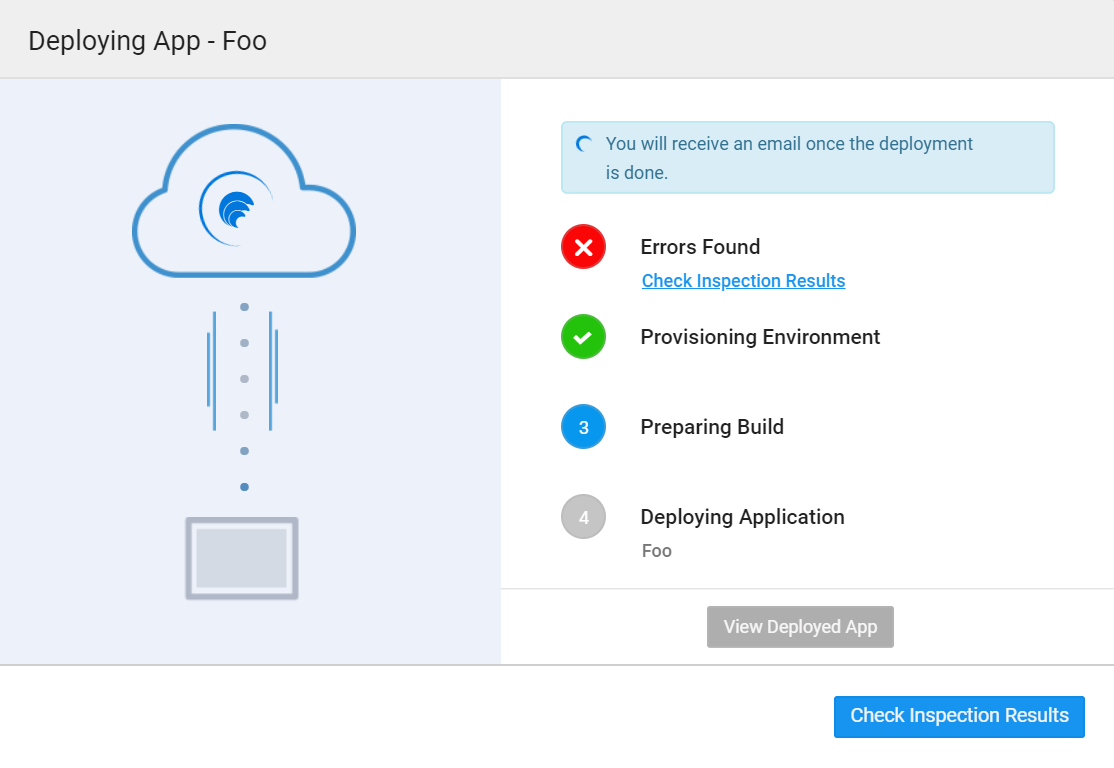 Deploying App - Foo
You will receive an email once the deployment
is done.
Errors Found
Check Inspection Results
Provisioning Environment
3
Preparing Build
4
Deploying Application
Foo
View Deployed App
Check Inspection Results